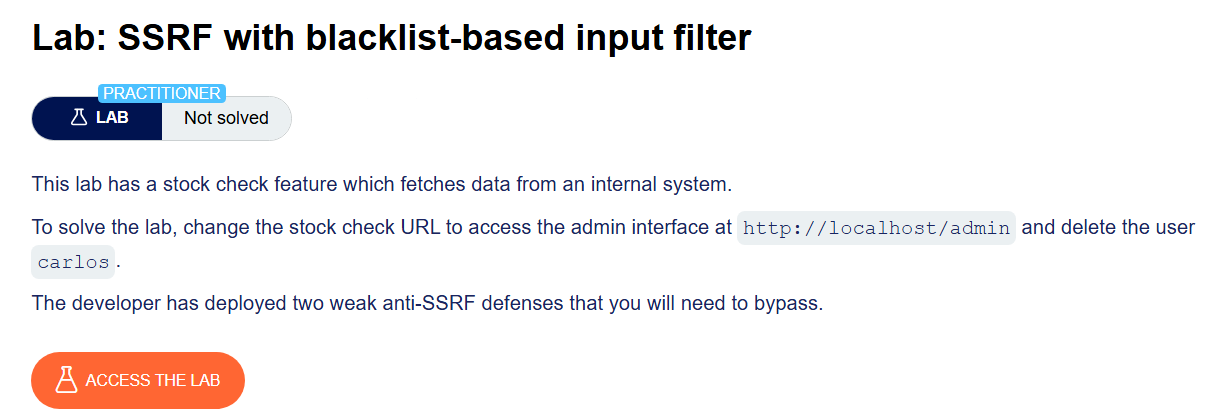 Lab: SSRF with blacklist-based input filter
PRACTITIONER
LAB Not solved
This lab has a stock check feature which fetches data from an internal system.
To solve the lab, change the stock check URL to access the admin interface at http://localhost/admin and delete the user
carlos.
The developer has deployed two weak anti-SSRF defenses that you will need to bypass.
ACCESS THE LAB